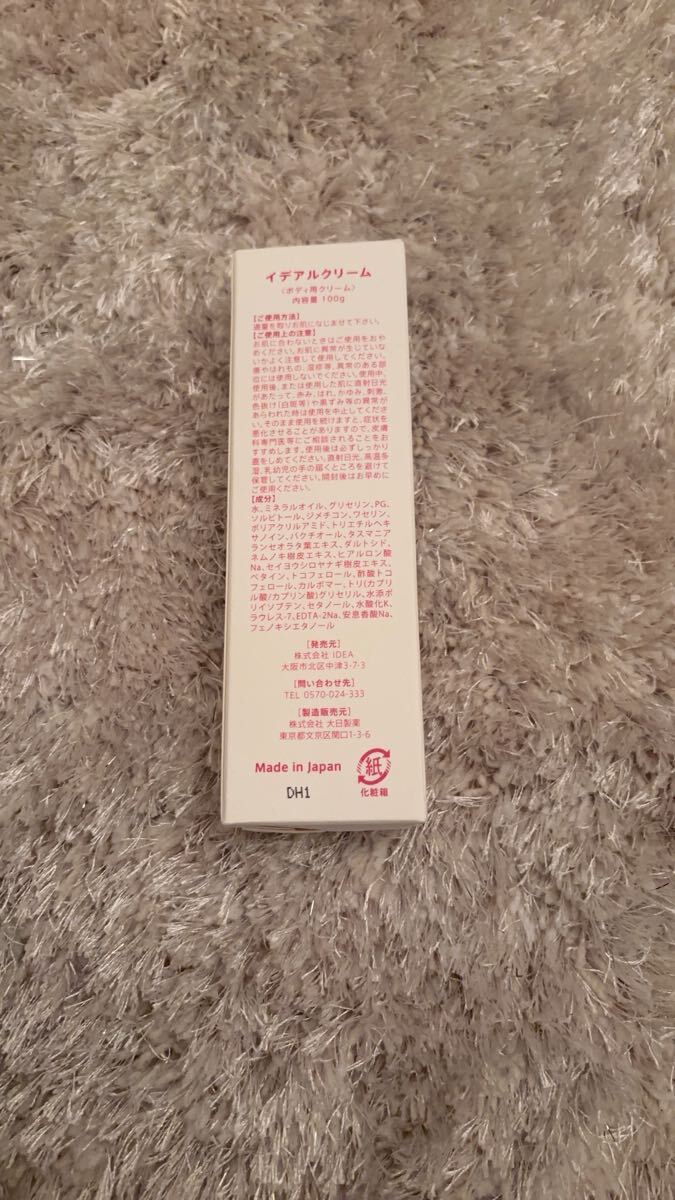 イデアルクリーム
〈ボディ用クリーム〉
内容量 100g
【ご使用方法】
適量を取りお肌になじませて下さい。
【ご使用上の注意】
お肌に合わないときはご使用をおや
めください。お肌に異常が生じていな
いかよく注意して使用してください。
傷やはれもの、湿疹等、異常のある部
位には使用しないでください。使用中、
使用後、または使用した肌に直射日光
があたって、赤み、はれ、かゆみ、刺激、
色抜け(白斑等)や黒ずみ等の異常が
あらわれた時は使用を中止してくださ
い。そのまま使用を続けますと、症状を
悪化させることがありますので、皮膚
科専門医等にご相談されることをお
すすめします。使用後は必ずしっかり
蓋をしめてください。直射日光、高温多
湿、乳幼児の手の届くところを避けて
保管してください。開封後はお早めに
ご使用ください。
【成分】
水、ミネラルオイル、グリセリン、PG、
ソルビトール、ジメチコン、ワセリン、
ポリアクリルアミド、トリエチルヘキ
サノイン、バクチオール、タスマニア
ランセオラタ葉エキス、ダルトシド、
ネムノキ樹皮エキス、ヒアルロン酸
Na、セイヨウシロヤナギ樹皮エキス、
ベタイン、トコフェロール、酢酸トコ
フェロール、カルボマー、トリ(カプリ
ル酸/カプリン酸)グリセリル、水添ポ
リイソブテン、セタノール、水酸化K、
ラウレス-7、EDTA-2Na、安息香酸Na、
フェノキシエタノール
[発売元]
株式会社 IDEA
大阪市北区中津3-7-3
[問い合わせ先]
TEL 0570-024-333
[製造販売元]
株式会社 大日製薬
東京都文京区関口1-3-6
Made in Japan
紙
化粧箱
DH1